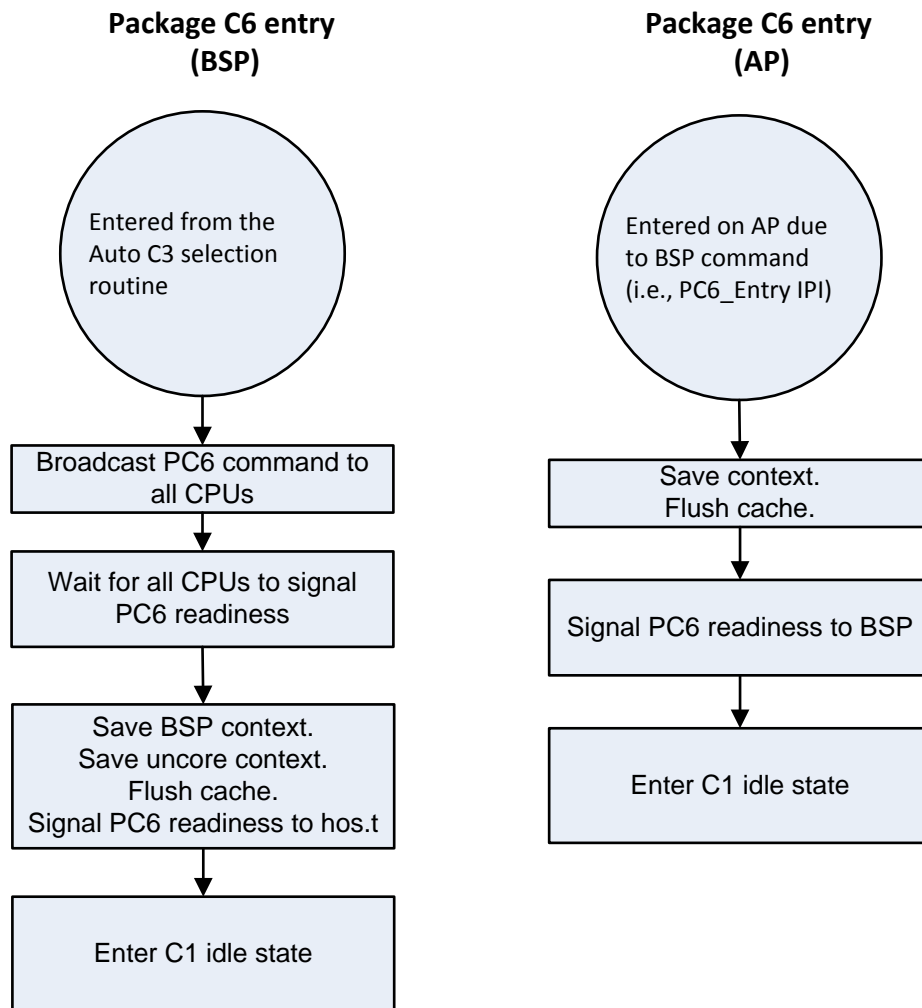 Package C6 entry
(BSP)
Entered from the
Auto C3 selection
routine
Broadcast PC6 command to
all CPUs
Wait for all CPUs to signal
PC6 readiness
Save BSP context.
Save uncore context.
Flush cache.
Signal PC6 readiness to hos.t
Enter C1 idle state
Package C6 entry
(AP)
Entered on AP due
to BSP command
(i.e., PC6_Entry IPI)
Save context.
Flush cache.
Signal PC6 readiness to BSP
Enter C1 idle state